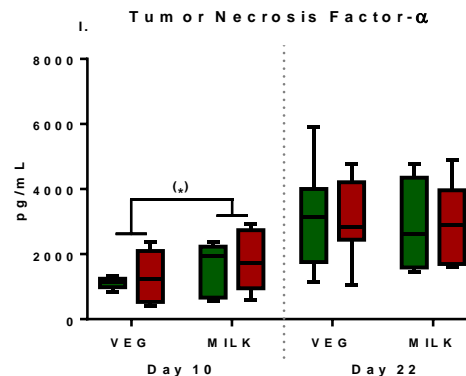 I.
Tumor Necrosis Factor-α
pg/mL
8000
6000
4000
2000
0
(*)
VEG MILK VEG MILK
Day 10 Day 22